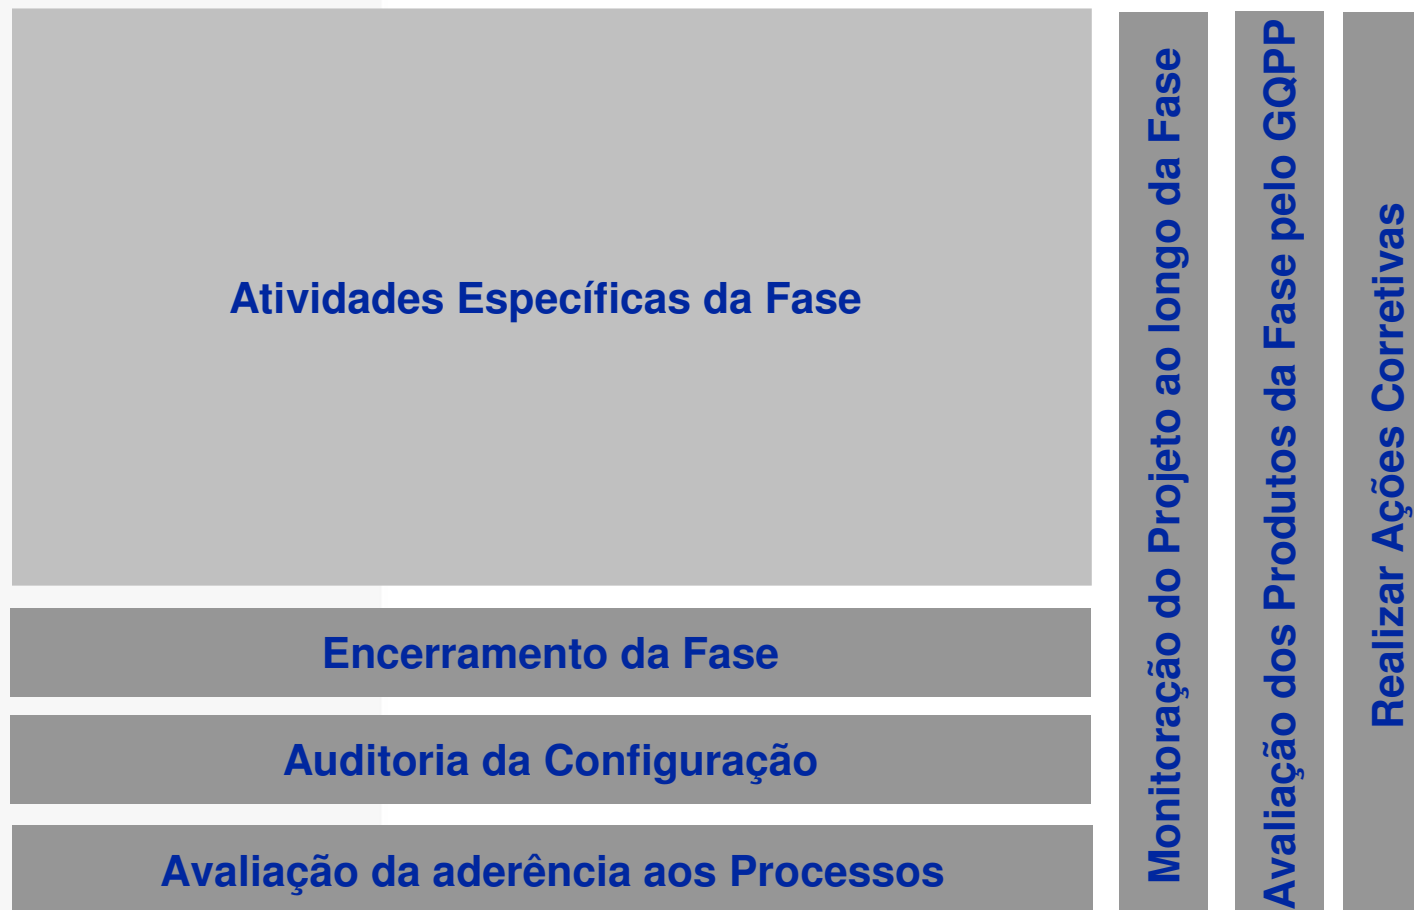 Atividades Específicas da Fase
Encerramento da Fase
Auditoria da Configuração
Avaliação da aderência aos Processos
Monitoração do Projeto ao longo da Fase
Avaliação dos Produtos da Fase pelo GQPP
Realizar Ações Corretivas